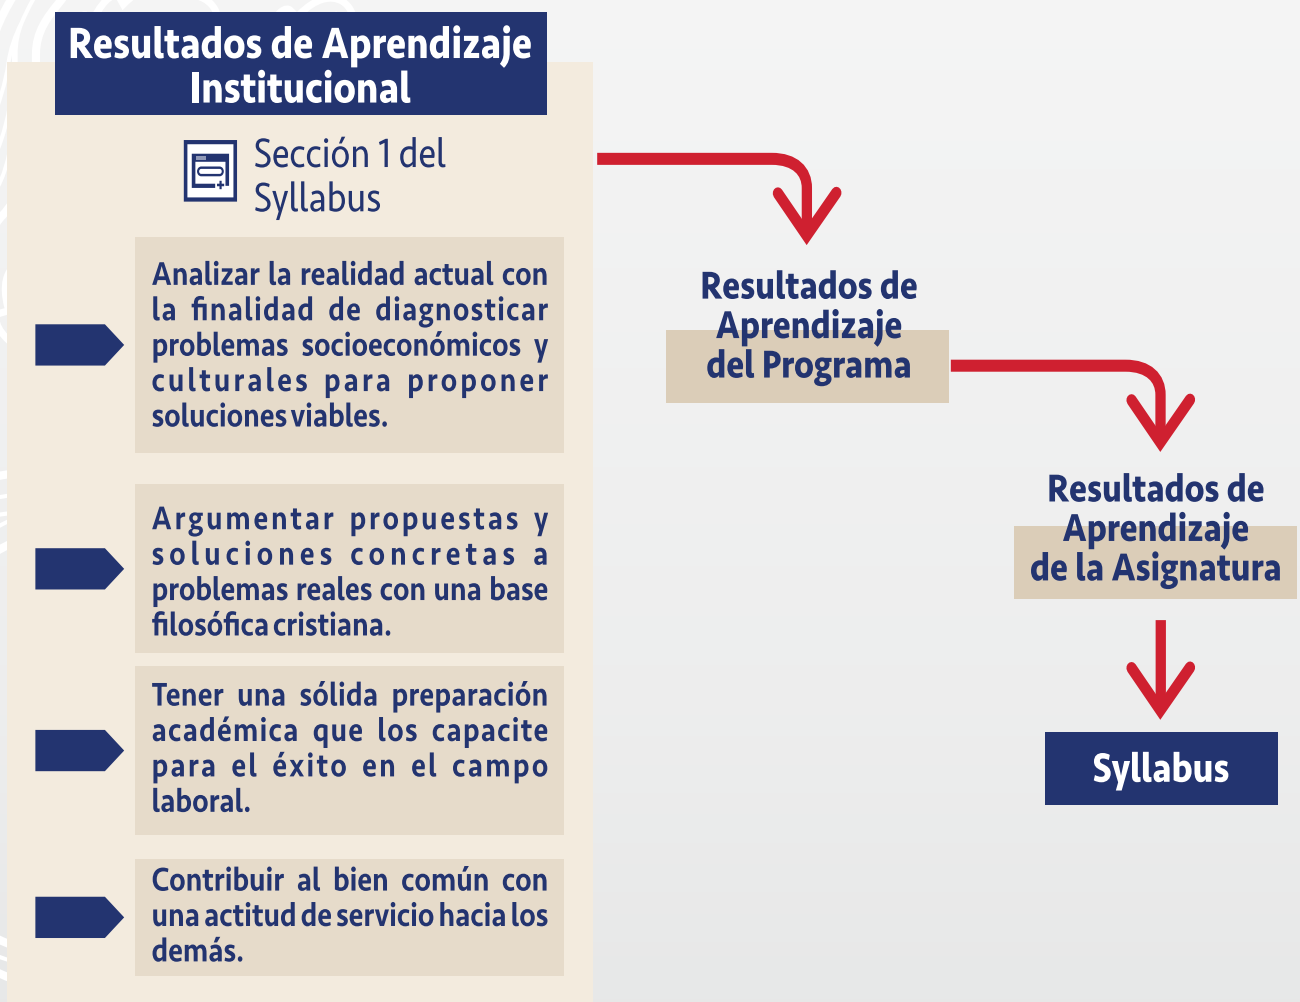 Resultados de Aprendizaje
Institucional
Sección 1 del
Syllabus
Analizar la realidad actual con
la finalidad de diagnosticar
problemas socioeconómicos y
culturales para proponer
soluciones viables.
Argumentar propuestas y
soluciones concretas a
problemas reales con una base
filosófica cristiana.
Tener una sólida preparación
académica que los capacite
para el éxito en el campo
laboral.
Contribuir al bien común con
una actitud de servicio hacia los
demás.
Resultados de
Aprendizaje
del Programa
Resultados de
Aprendizaje
de la Asignatura
Syllabus